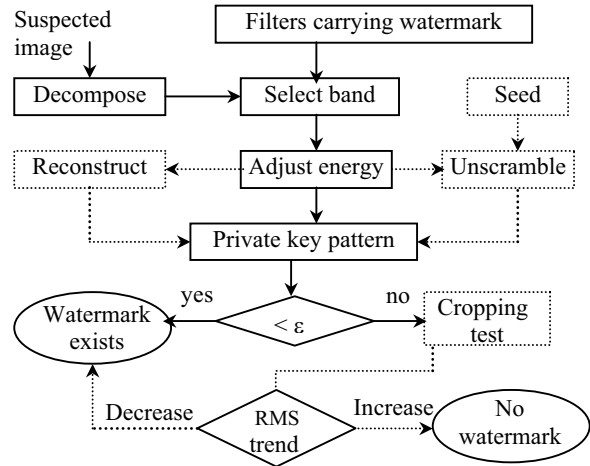 Suspected
image
Filters carrying watermark
Decompose
Select band
Seed
Reconstruct
Adjust energy
Unscramble
Private key pattern
yes
no
Watermark
exists
< ε
Cropping
test
Decrease
RMS
trend
Increase
No
watermark